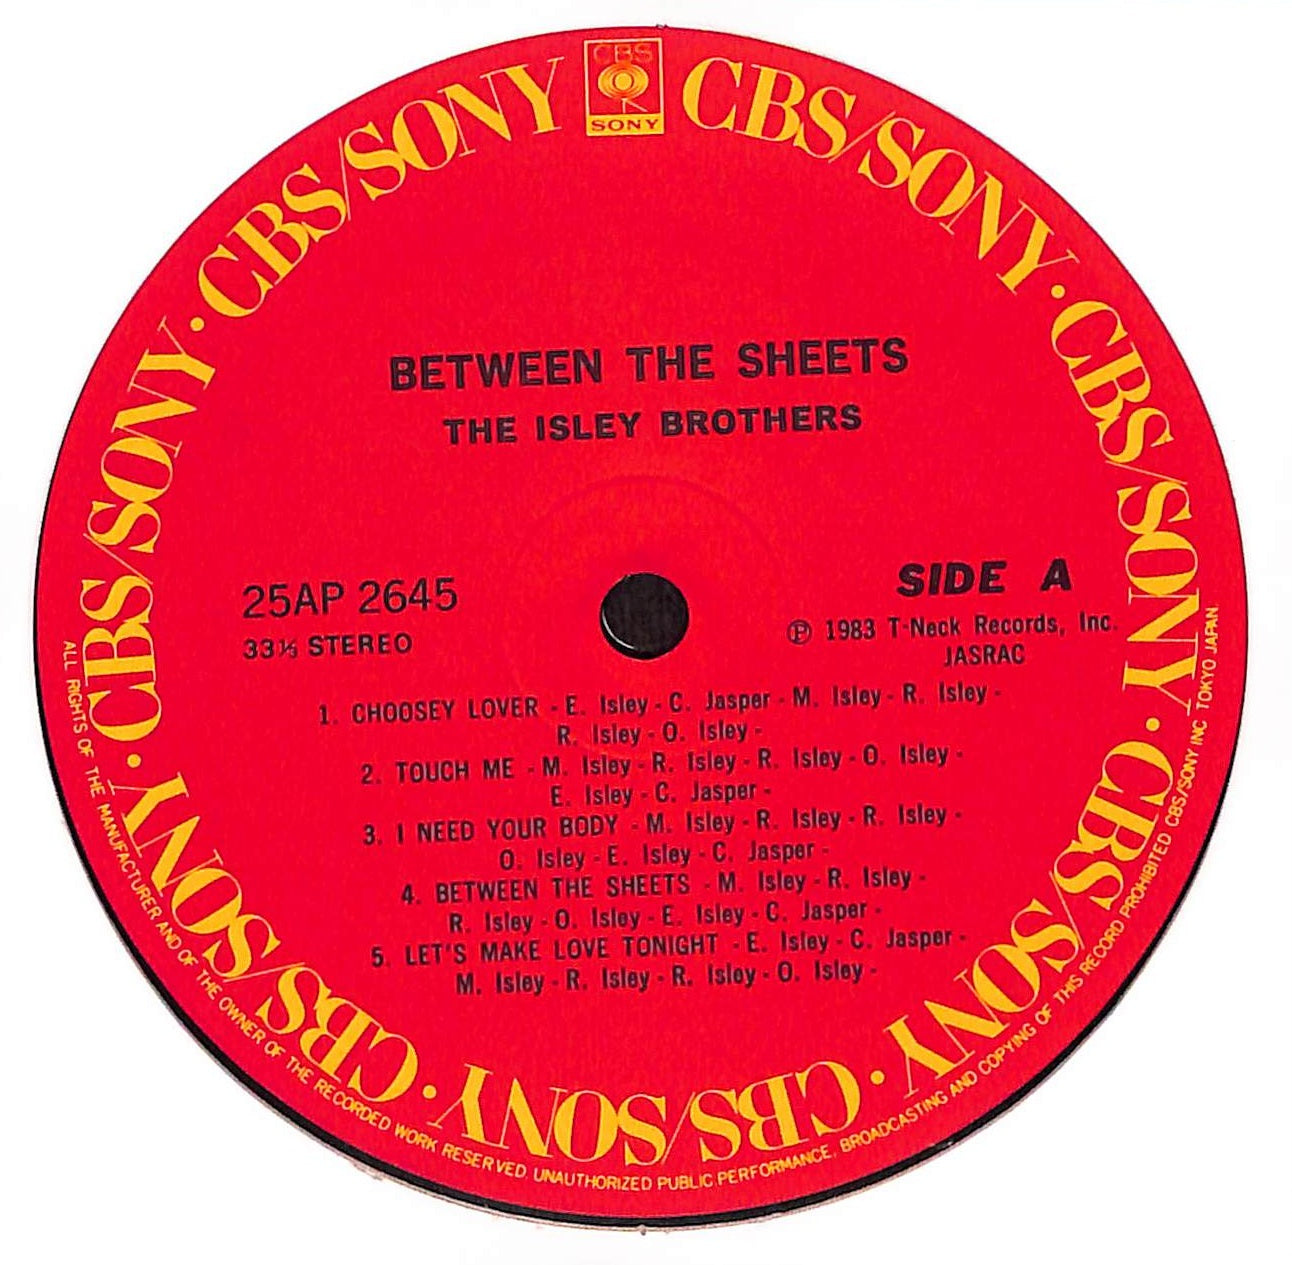 CBS
SONY
CBS/SONY · CBS/SONY · CBS/SONY · CBS/SONY · CBS/SONY · CBS/SONY · CBS/SONY
BETWEEN THE SHEETS
THE ISLEY BROTHERS
25AP 2645
33⅓ STEREO
SIDE A
Ⓟ 1983 T-Neck Records, Inc.
JASRAC
1. CHOOSEY LOVER - E. Isley - C. Jasper - M. Isley - R. Isley -
R. Isley - O. Isley -
2. TOUCH ME - M. Isley - R. Isley - R. Isley - O. Isley -
E. Isley - C. Jasper -
3. I NEED YOUR BODY - M. Isley - R. Isley - R. Isley -
O. Isley - E. Isley - C. Jasper -
4. BETWEEN THE SHEETS - M. Isley - R. Isley -
R. Isley - O. Isley - E. Isley - C. Jasper -
5. LET'S MAKE LOVE TONIGHT - E. Isley - C. Jasper -
M. Isley - R. Isley - R. Isley - O. Isley -
ALL RIGHTS OF THE MANUFACTURER AND OF THE OWNER OF THE RECORDED WORK RESERVED. UNAUTHORIZED PUBLIC PERFORMANCE, BROADCASTING AND COPYING OF THIS RECORD PROHIBITED CBS/SONY INC TOKYO JAPAN